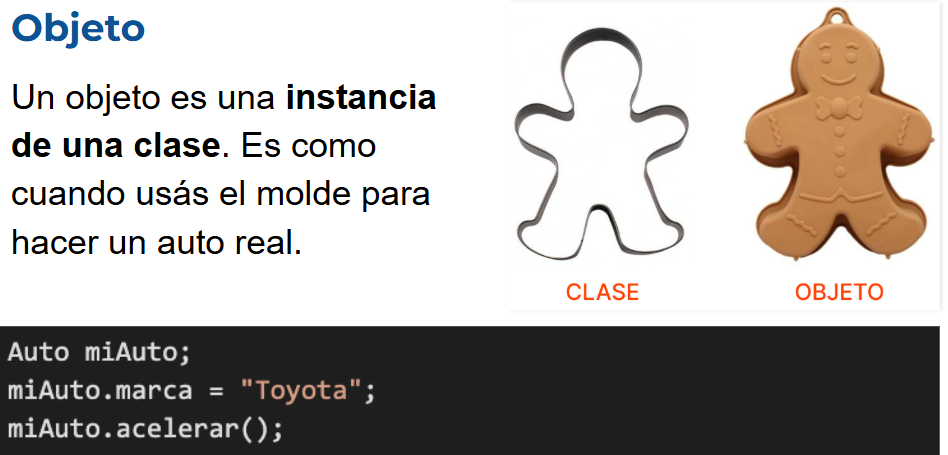 Objeto
Un objeto es una instancia
de una clase. Es como
cuando usás el molde para
hacer un auto real.
CLASE
OBJETO
Auto miAuto;
miAuto.marca = "Toyota";
miAuto.acelerar();